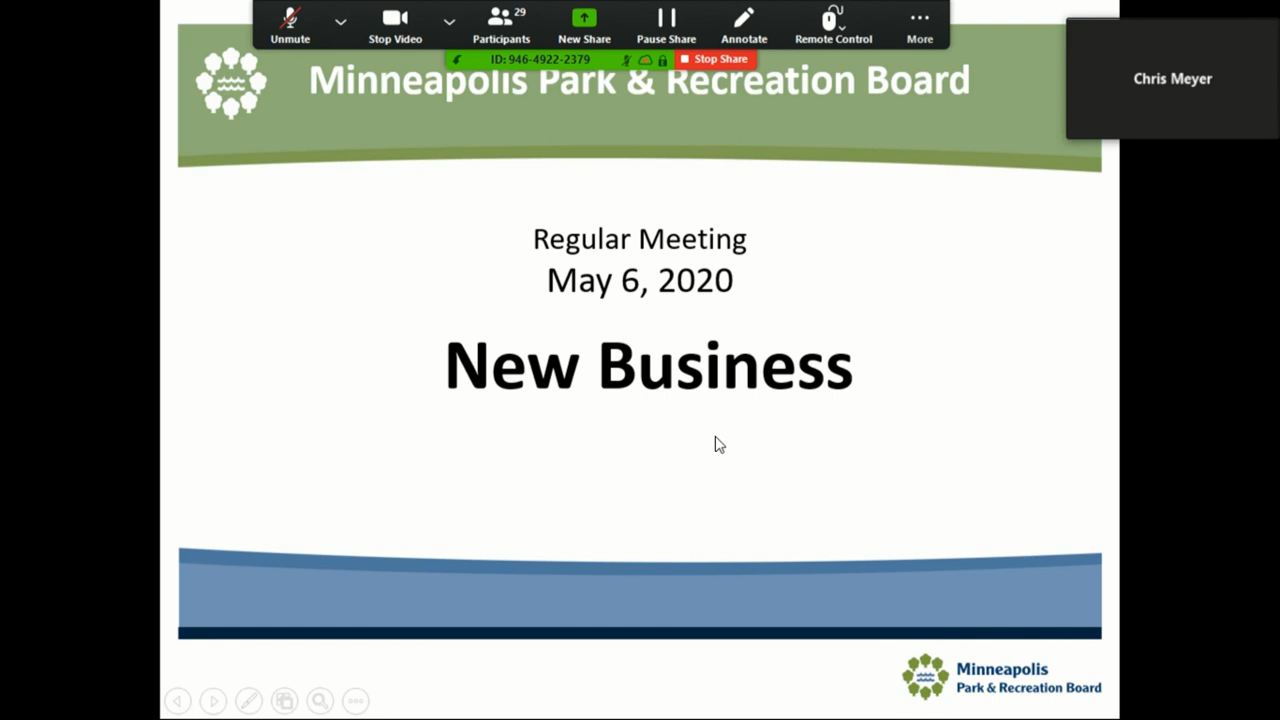 Unmute
Stop Video
Participants
29
New Share
Pause Share
Annotate
Remote Control
More
ID: 946-4922-2379
Stop Share
Chris Meyer
Minneapolis Park & Recreation Board
Regular Meeting
May 6, 2020
New Business
Minneapolis
Park & Recreation Board